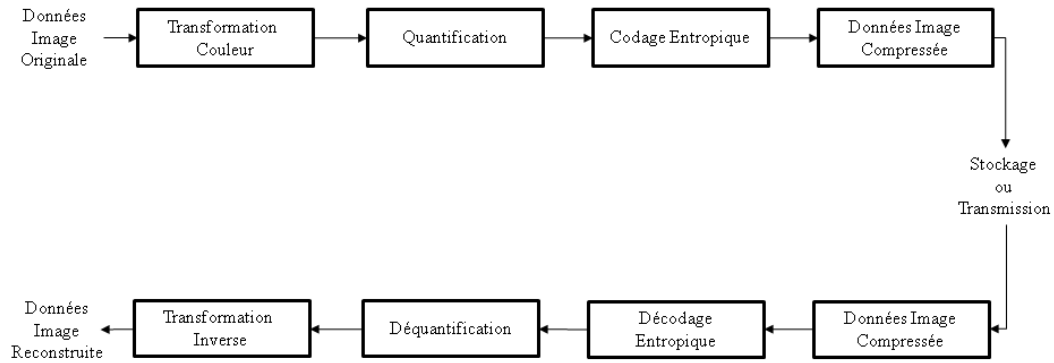 Données
Image
Originale
Transformation
Couleur
Quantification
Codage Entropique
Données Image
Compressée
Stockage
ou
Transmission
Données
Image
Reconstruite
Transformation
Inverse
Déquantification
Décodage
Entropique
Données Image
Compressée